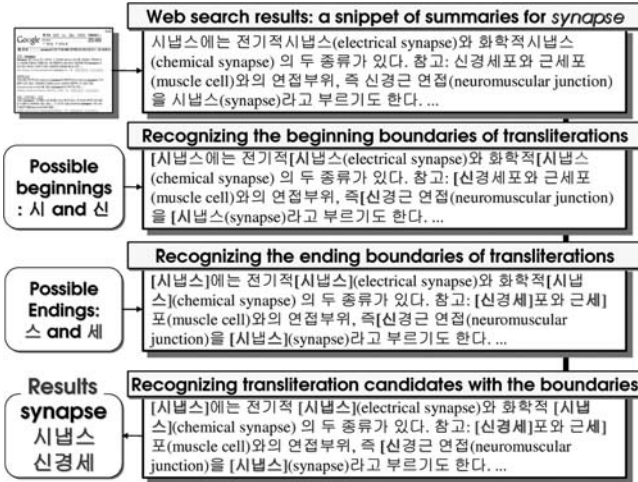 Web search results: a snippet of summaries for synapse
Google
시냅스에는 전기적시냅스(electrical synapse)와 화학적시냅스
(chemical synapse) 의 두 종류가 있다. 참고: 신경세포와 근세포
(muscle cell)와의 연접부위, 즉 신경근 연접(neuromuscular junction)
을 시냅스(synapse)라고 부르기도 한다. ...
Recognizing the beginning boundaries of transliterations
Possible
beginnings
: 시 and 신
[시냅스에는 전기적[시냅스(electrical synapse)와 화학적[시냅스
(chemical synapse) 의 두 종류가 있다. 참고: [신경세포와 근세포
(muscle cell)와의 연접부위, 즉[신경근 연접(neuromuscular junction)
을 [시냅스(synapse)라고 부르기도 한다. ...
Recognizing the ending boundaries of transliterations
Possible
Endings:
스 and 세
[시냅스]에는 전기적[시냅스](electrical synapse)와 화학적[시냅
스](chemical synapse) 의 두 종류가 있다. 참고: [신경세]포와 근세]
포(muscle cell)와의 연접부위, 즉[신경근 연접(neuromuscular
junction)을 [시냅스](synapse)라고 부르기도 한다. ...
Recognizing transliteration candidates with the boundaries
Results
synapse
시냅스
신경세
[시냅스]에는 전기적 [시냅스](electrical synapse)와 화학적 [시냅
스](chemical synapse) 의 두 종류가 있다. 참고: [신경세]포와 근세]
포(muscle cell)와의 연접부위, 즉 [신경근 연접(neuromuscular
junction)을 [시냅스](synapse)라고 부르기도 한다. ...